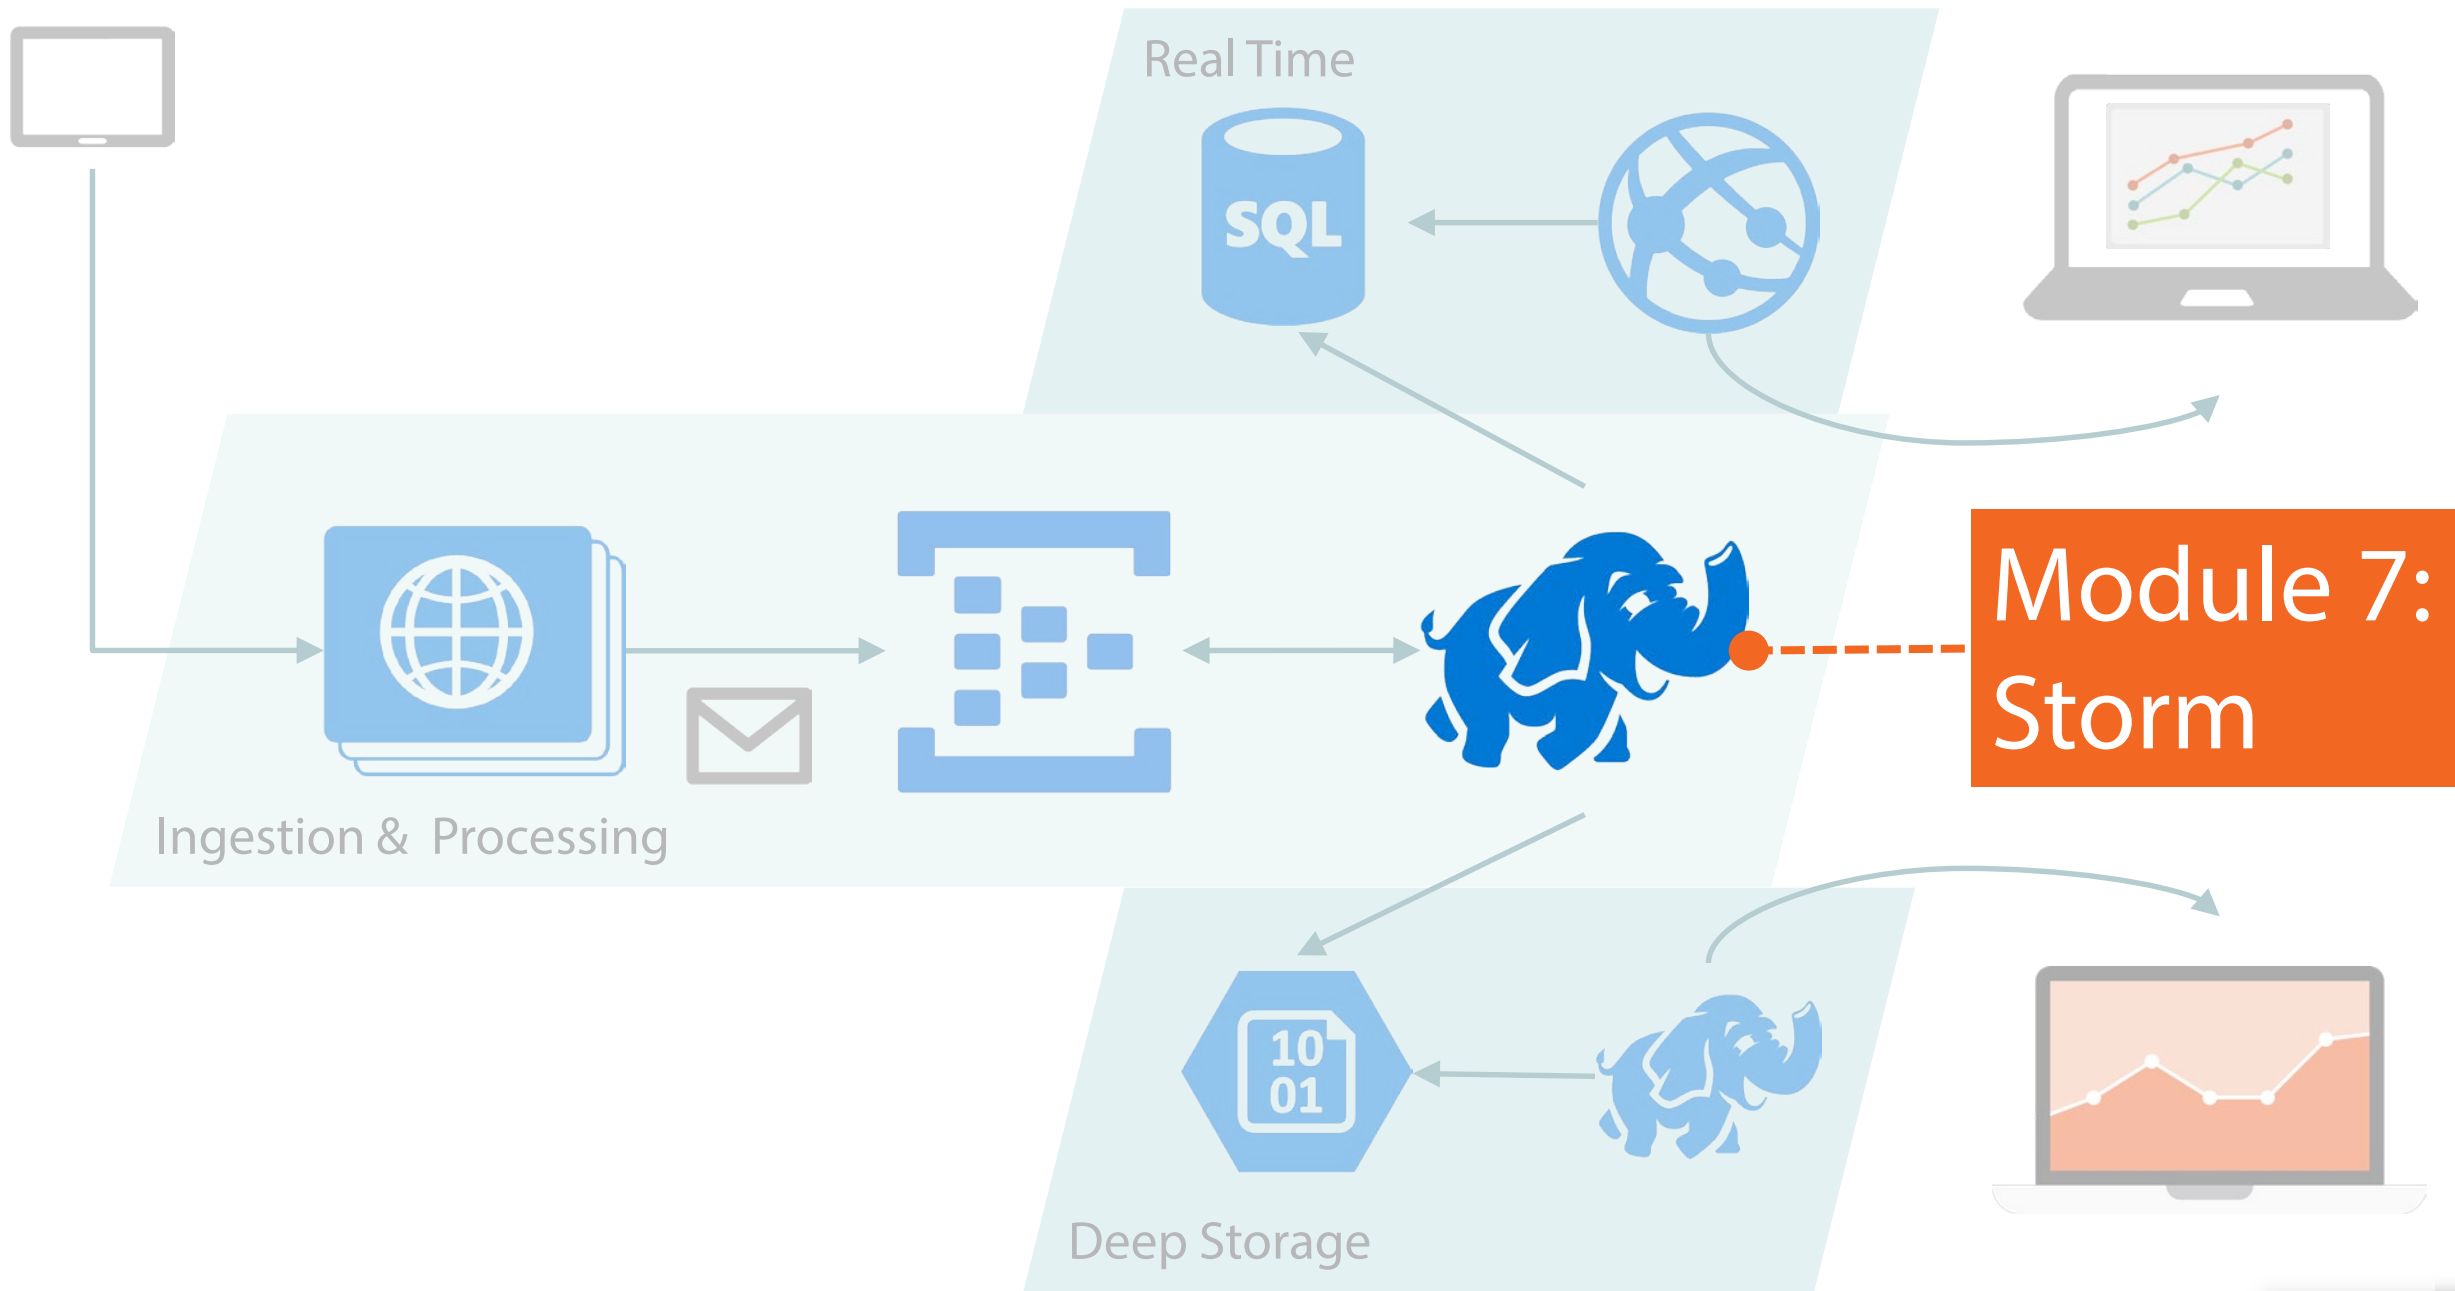 Real Time
SQL
Module 7:
Storm
Ingestion & Processing
10
01
Deep Storage